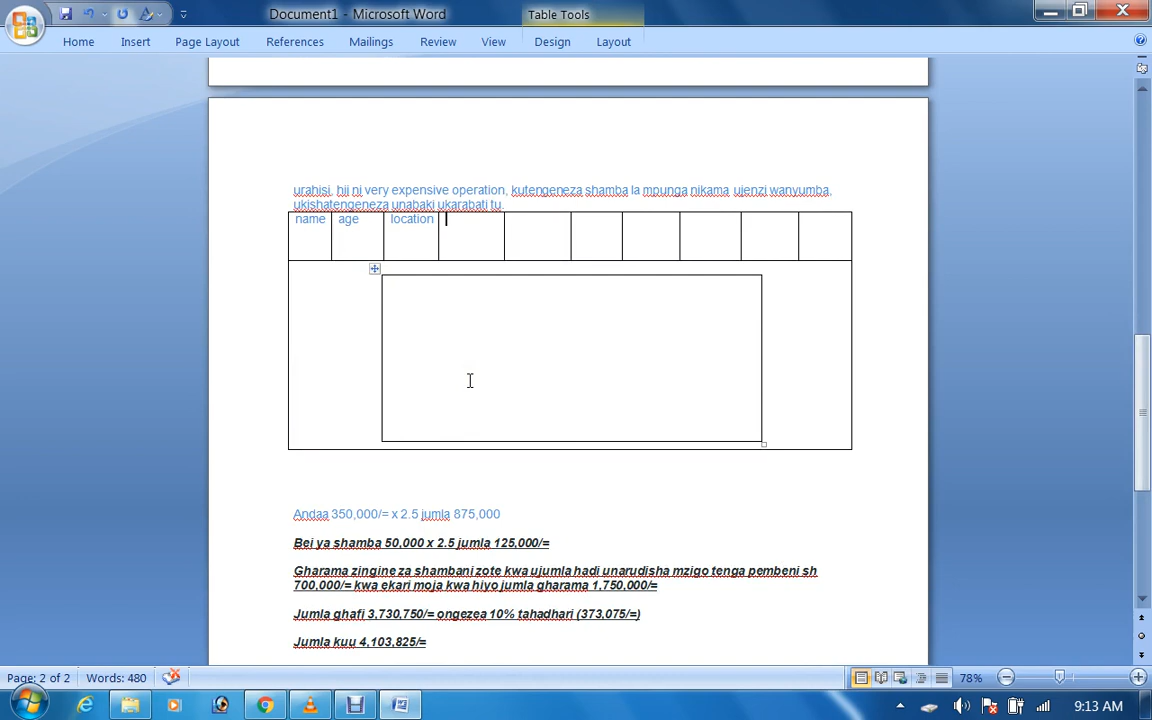 Document1 - Microsoft Word
Table Tools
Home Insert Page Layout References Mailings Review View Design Layout
urahisi, hii ni very expensive operation, kutengeneza shamba la mpunga nikama ujenzi wanyumba,
ukishatengeneza unabaki ukarabati tu.
name age location
Andaa 350,000/= x 2.5 jumla 875,000
Bei ya shamba 50,000 x 2.5 jumla 125,000/=
Gharama zingine za shambani zote kwa ujumla hadi unarudisha mzigo tenga pembeni sh
700,000/= kwa ekari moja kwa hiyo jumla gharama 1,750,000/=
Jumla ghafi 3,730,750/= ongezea 10% tahadhari (373,075/=)
Jumla kuu 4,103,825/=
Page: 2 of 2 Words: 480 78%
9:13 AM